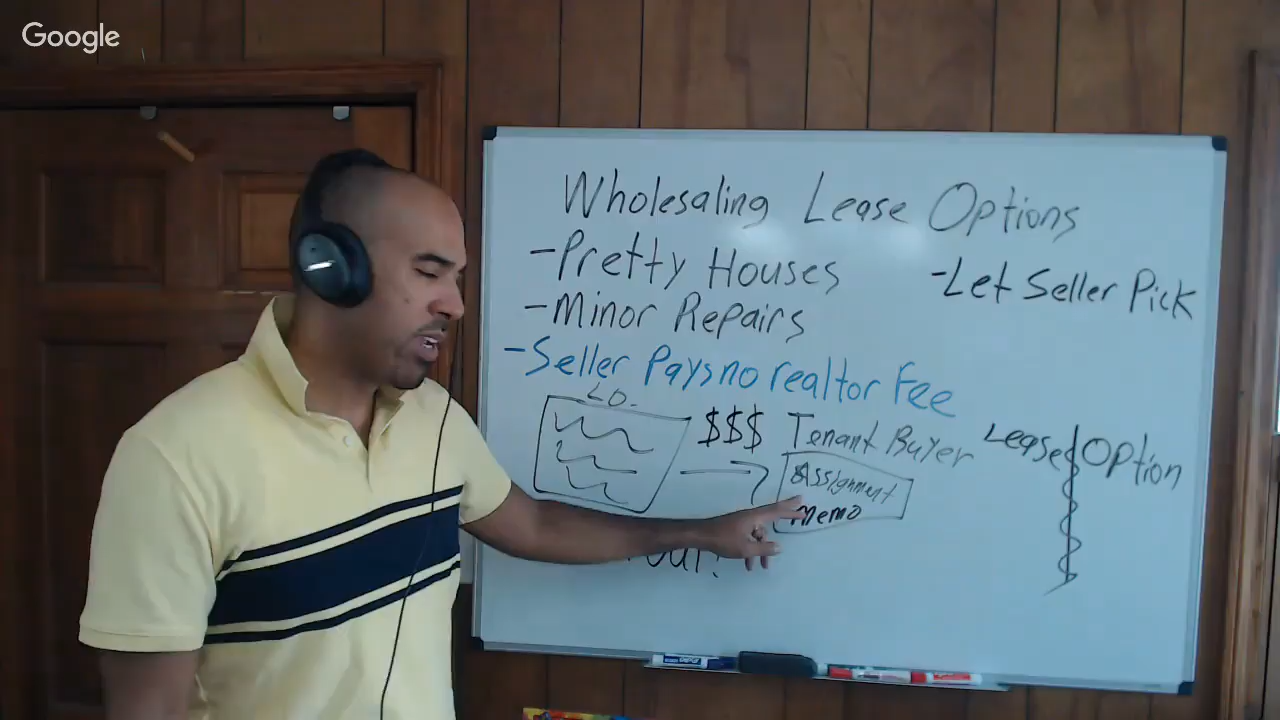 Google
Wholesaling Lease Options
-Pretty Houses
-Let Seller Pick
-Minor Repairs
-Seller Pays no realtor Fee
LO.
$$$ Tenant Buyer
Lease Option
Assignment
Memo